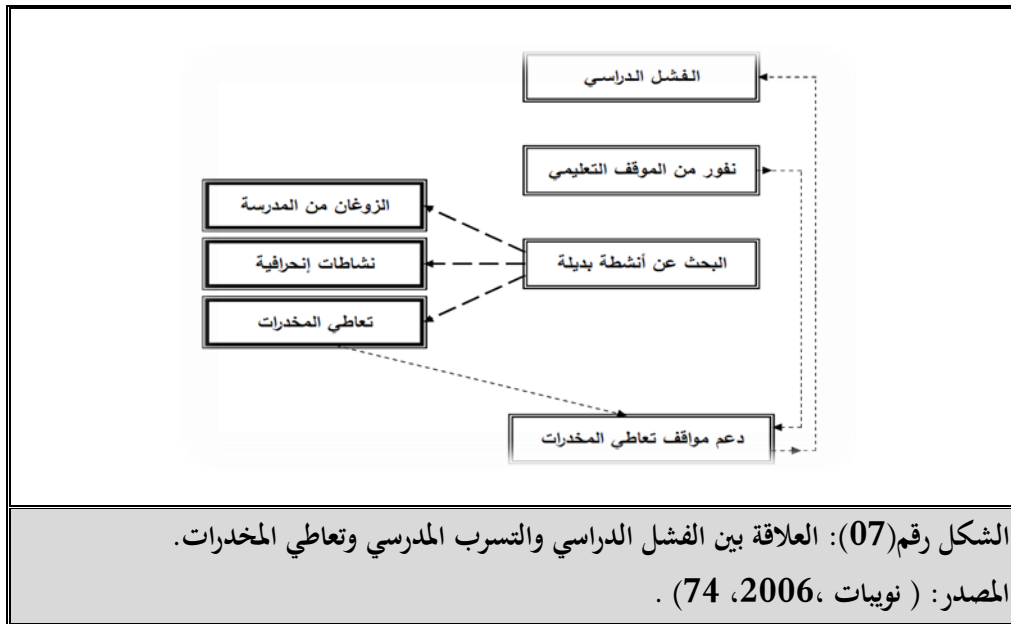 الفشل الدراسي
نفور من الموقف التعليمي
الزوغان من المدرسة
البحث عن أنشطة بديلة
نشاطات إنحرافية
تعاطي المخدرات
دعم مواقف تعاطي المخدرات
الشكل رقم(07): العلاقة بين الفشل الدراسي والتسرب المدرسي وتعاطي المخدرات.
المصدر: ( نويبات ،2006، 74) .